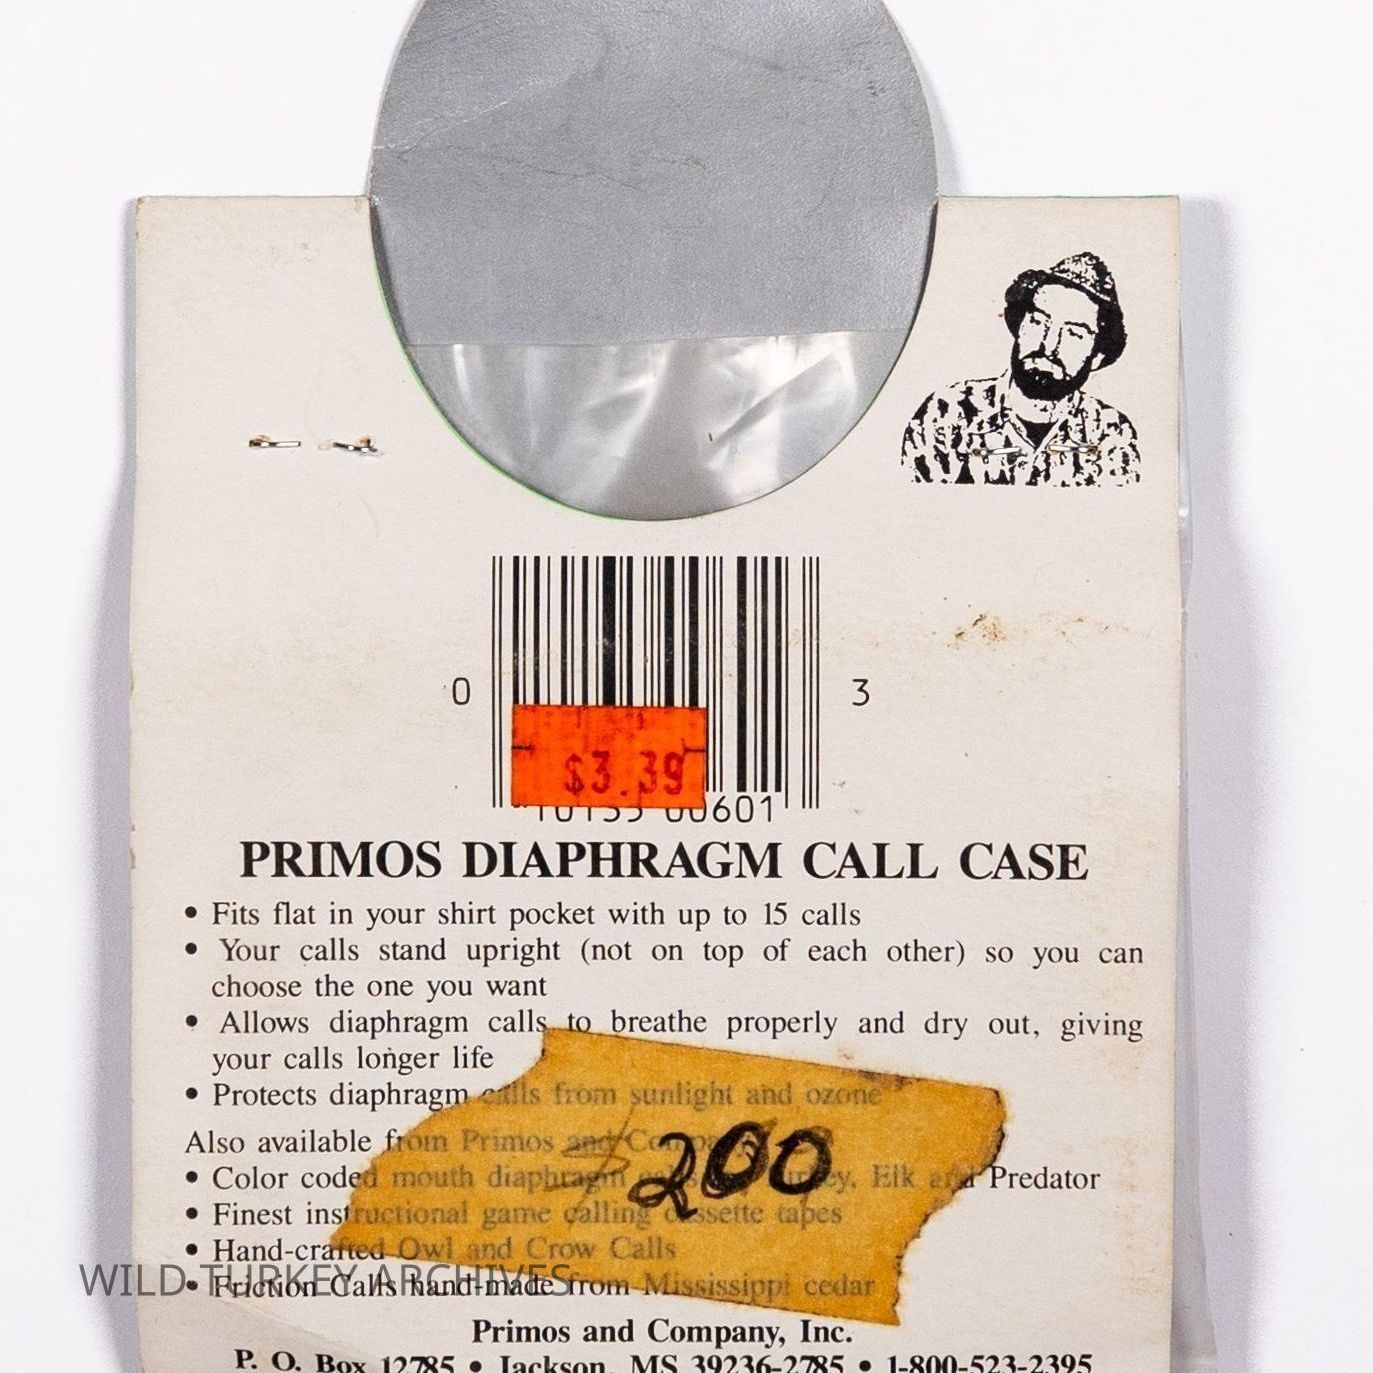 0 3
$3.39
10135 00601
PRIMOS DIAPHRAGM CALL CASE
• Fits flat in your shirt pocket with up to 15 calls
• Your calls stand upright (not on top of each other) so you can
choose the one you want
• Allows diaphragm calls to breathe properly and dry out, giving
your calls longer life
• Protects diaphragm calls from sunlight and ozone
Also available from Primos and Company
200
• Color coded mouth diaphragm calls Turkey, Elk and Predator
• Finest instructional game calling cassette tapes
• Hand-crafted Owl and Crow Calls
• Friction Calls hand-made from Mississippi cedar
WILD TURKEY ARCHIVES
Primos and Company, Inc.
P. O. Box 12785 • Jackson, MS 39236-2785 • 1-800-523-2395